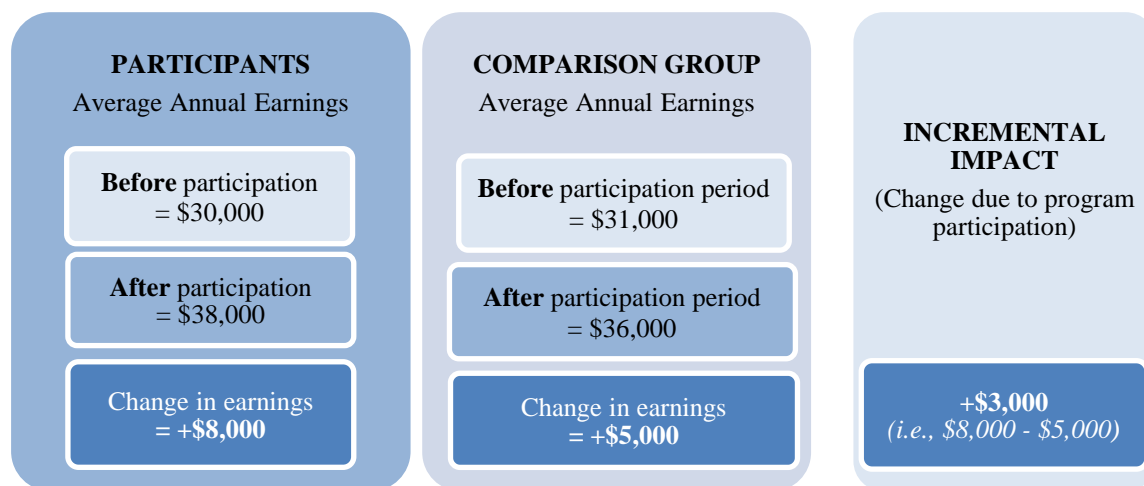 PARTICIPANTS
Average Annual Earnings
Before participation
= $30,000
After participation
= $38,000
Change in earnings
= +$8,000
COMPARISON GROUP
Average Annual Earnings
Before participation period
= $31,000
After participation period
= $36,000
Change in earnings
= +$5,000
INCREMENTAL
IMPACT
(Change due to program
participation)
+$3,000
(i.e., $8,000 - $5,000)